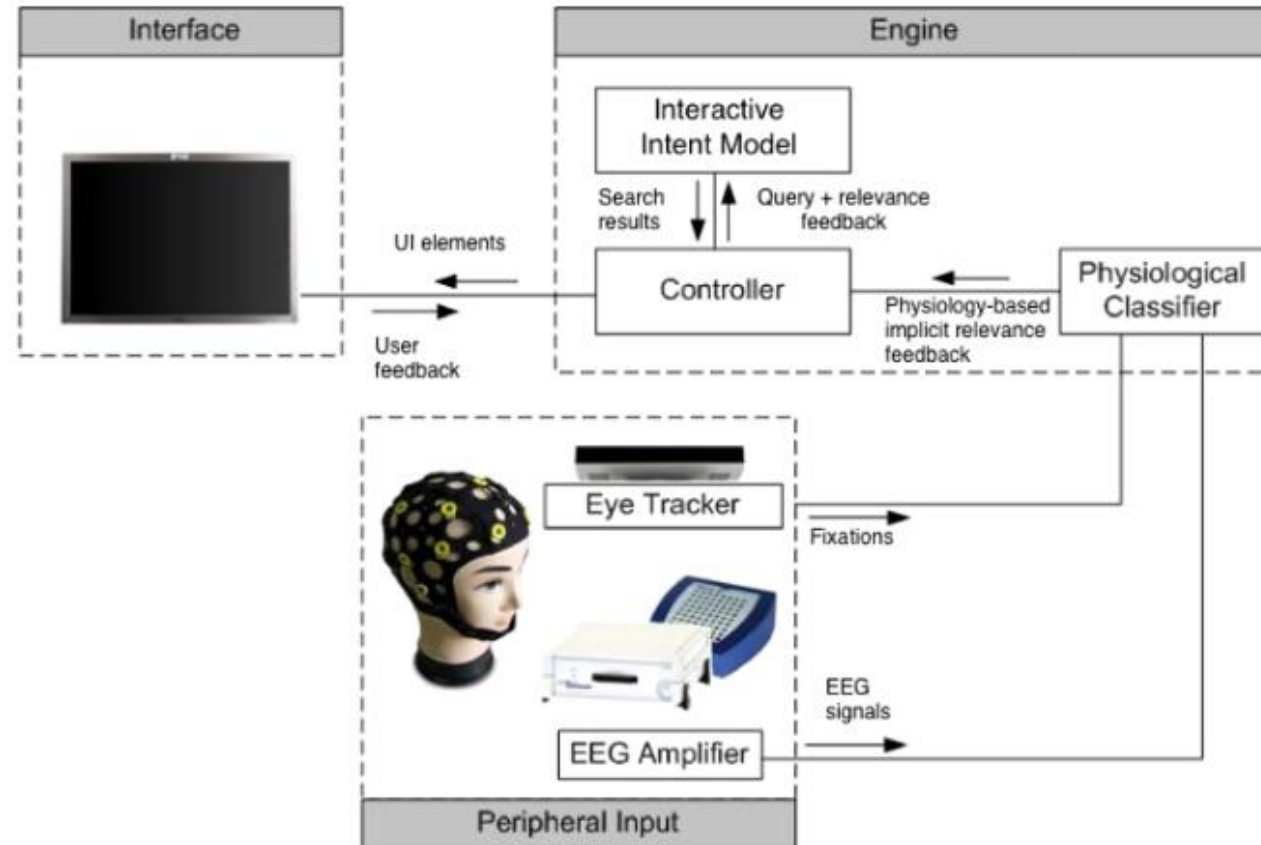 Interface
Engine
Interactive
Intent Model
Search
results
Query + relevance
feedback
UI elements
Controller
Physiological
Classifier
User
feedback
Physiology-based
implicit relevance
feedback
Eye Tracker
Fixations
EEG
signals
EEG Amplifier
Peripheral Input